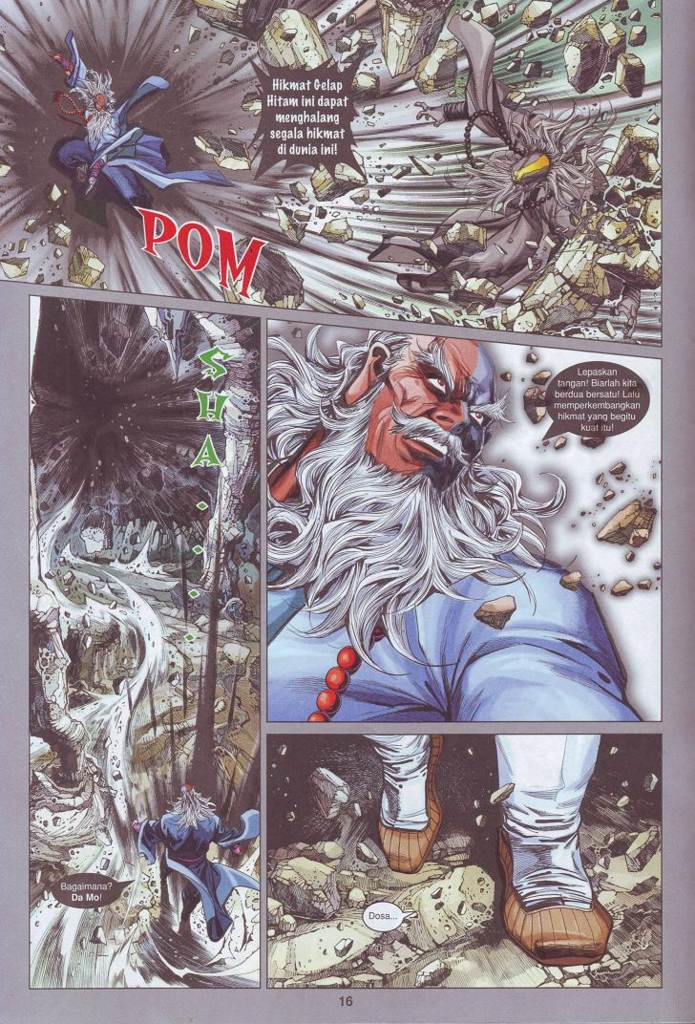 Hikmat Gelap
Hitam ini dapat
menghalang
segala hikmat
di dunia ini!
POM
SHA.....
Bagaimana?
Da Mo!
Lepaskan
tangan! Biarlah kita
berdua bersatu! Lalu
memperkembangkan
hikmat yang begitu
kuat itu!
Dosa...
16